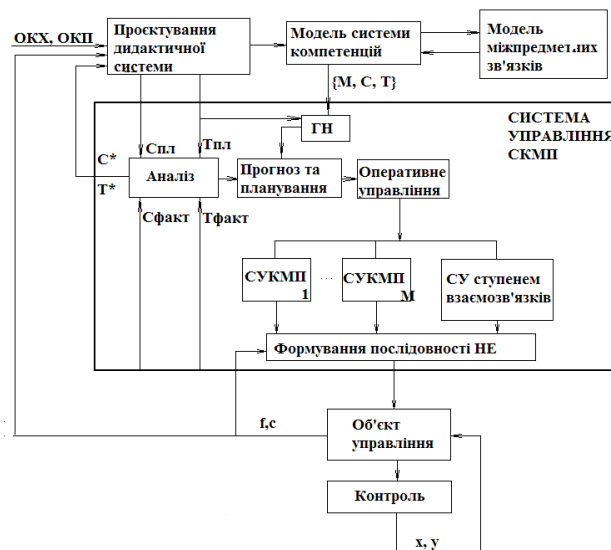 ОКХ, ОКП
Проєктування
дидактичної
системи
Модель системи
компетенцій
Модель
міжпредметних
зв'язків
{М, С, Т}
СИСТЕМА
УПРАВЛІННЯ
СКМП
ГН
Спл
Тпл
С*
Т*
Аналіз
Прогноз та
планування
Оперативне
управління
Сфакт
Тфакт
СУКМП
1
...
СУКМП
М
СУ ступенем
взаємозв'язків
Формування послідовності НЕ
f,c
Об'єкт
управління
Контроль
x, y